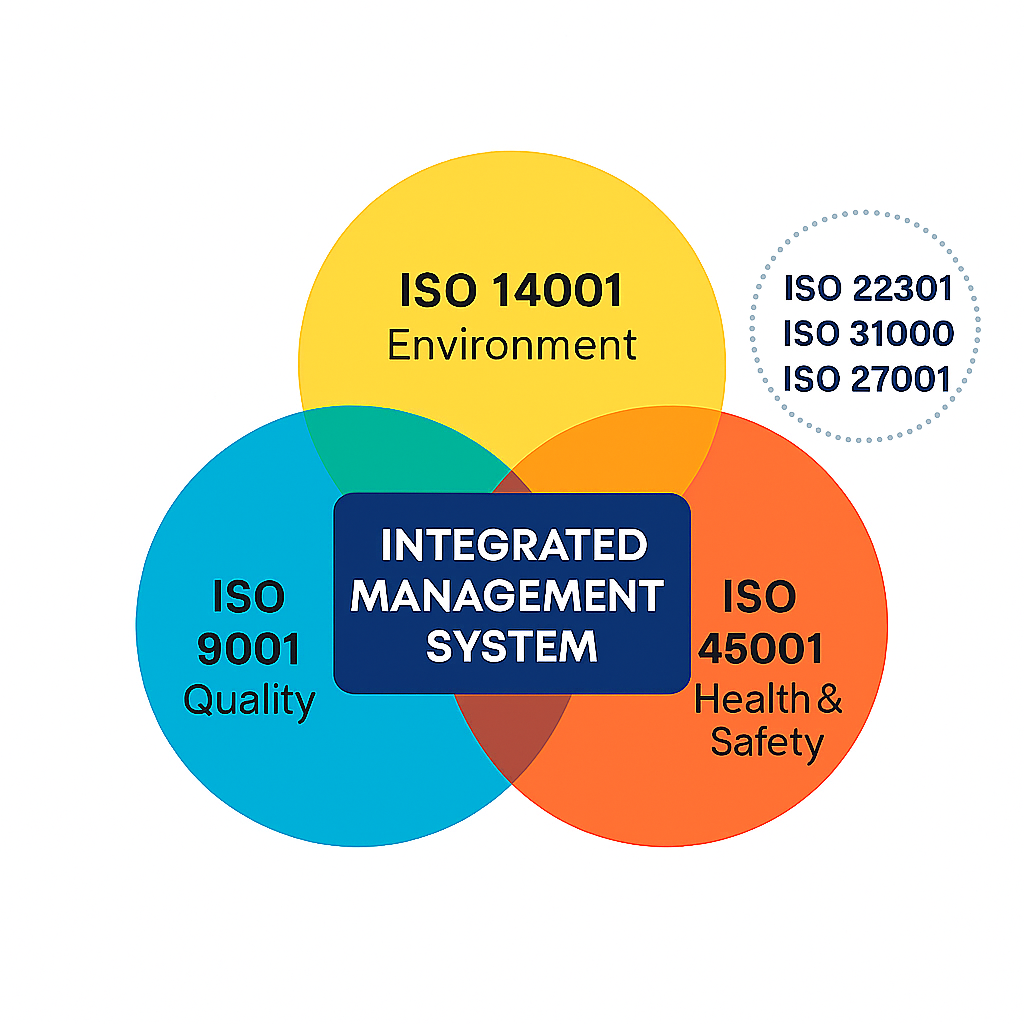 ISO 14001
Environment
ISO 22301
ISO 31000
ISO 27001
INTEGRATED
MANAGEMENT
SYSTEM
ISO
9001
Quality
ISO
45001
Health &
Safety